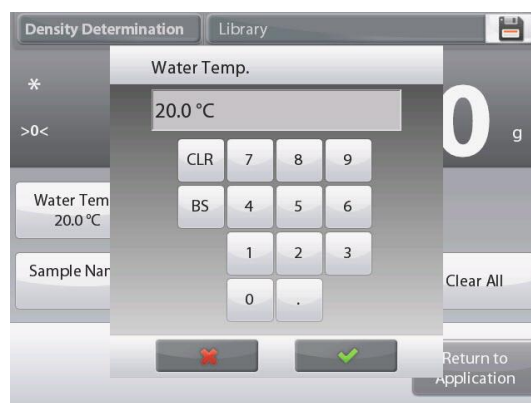 Density Determination Library
Water Temp.
20.0 °C
*
>0<
0 g
CLR 7 8 9
BS 4 5 6
1 2 3
0 .
Water Tem
20.0 °C
Sample Nar
Clear All
Return to
Application